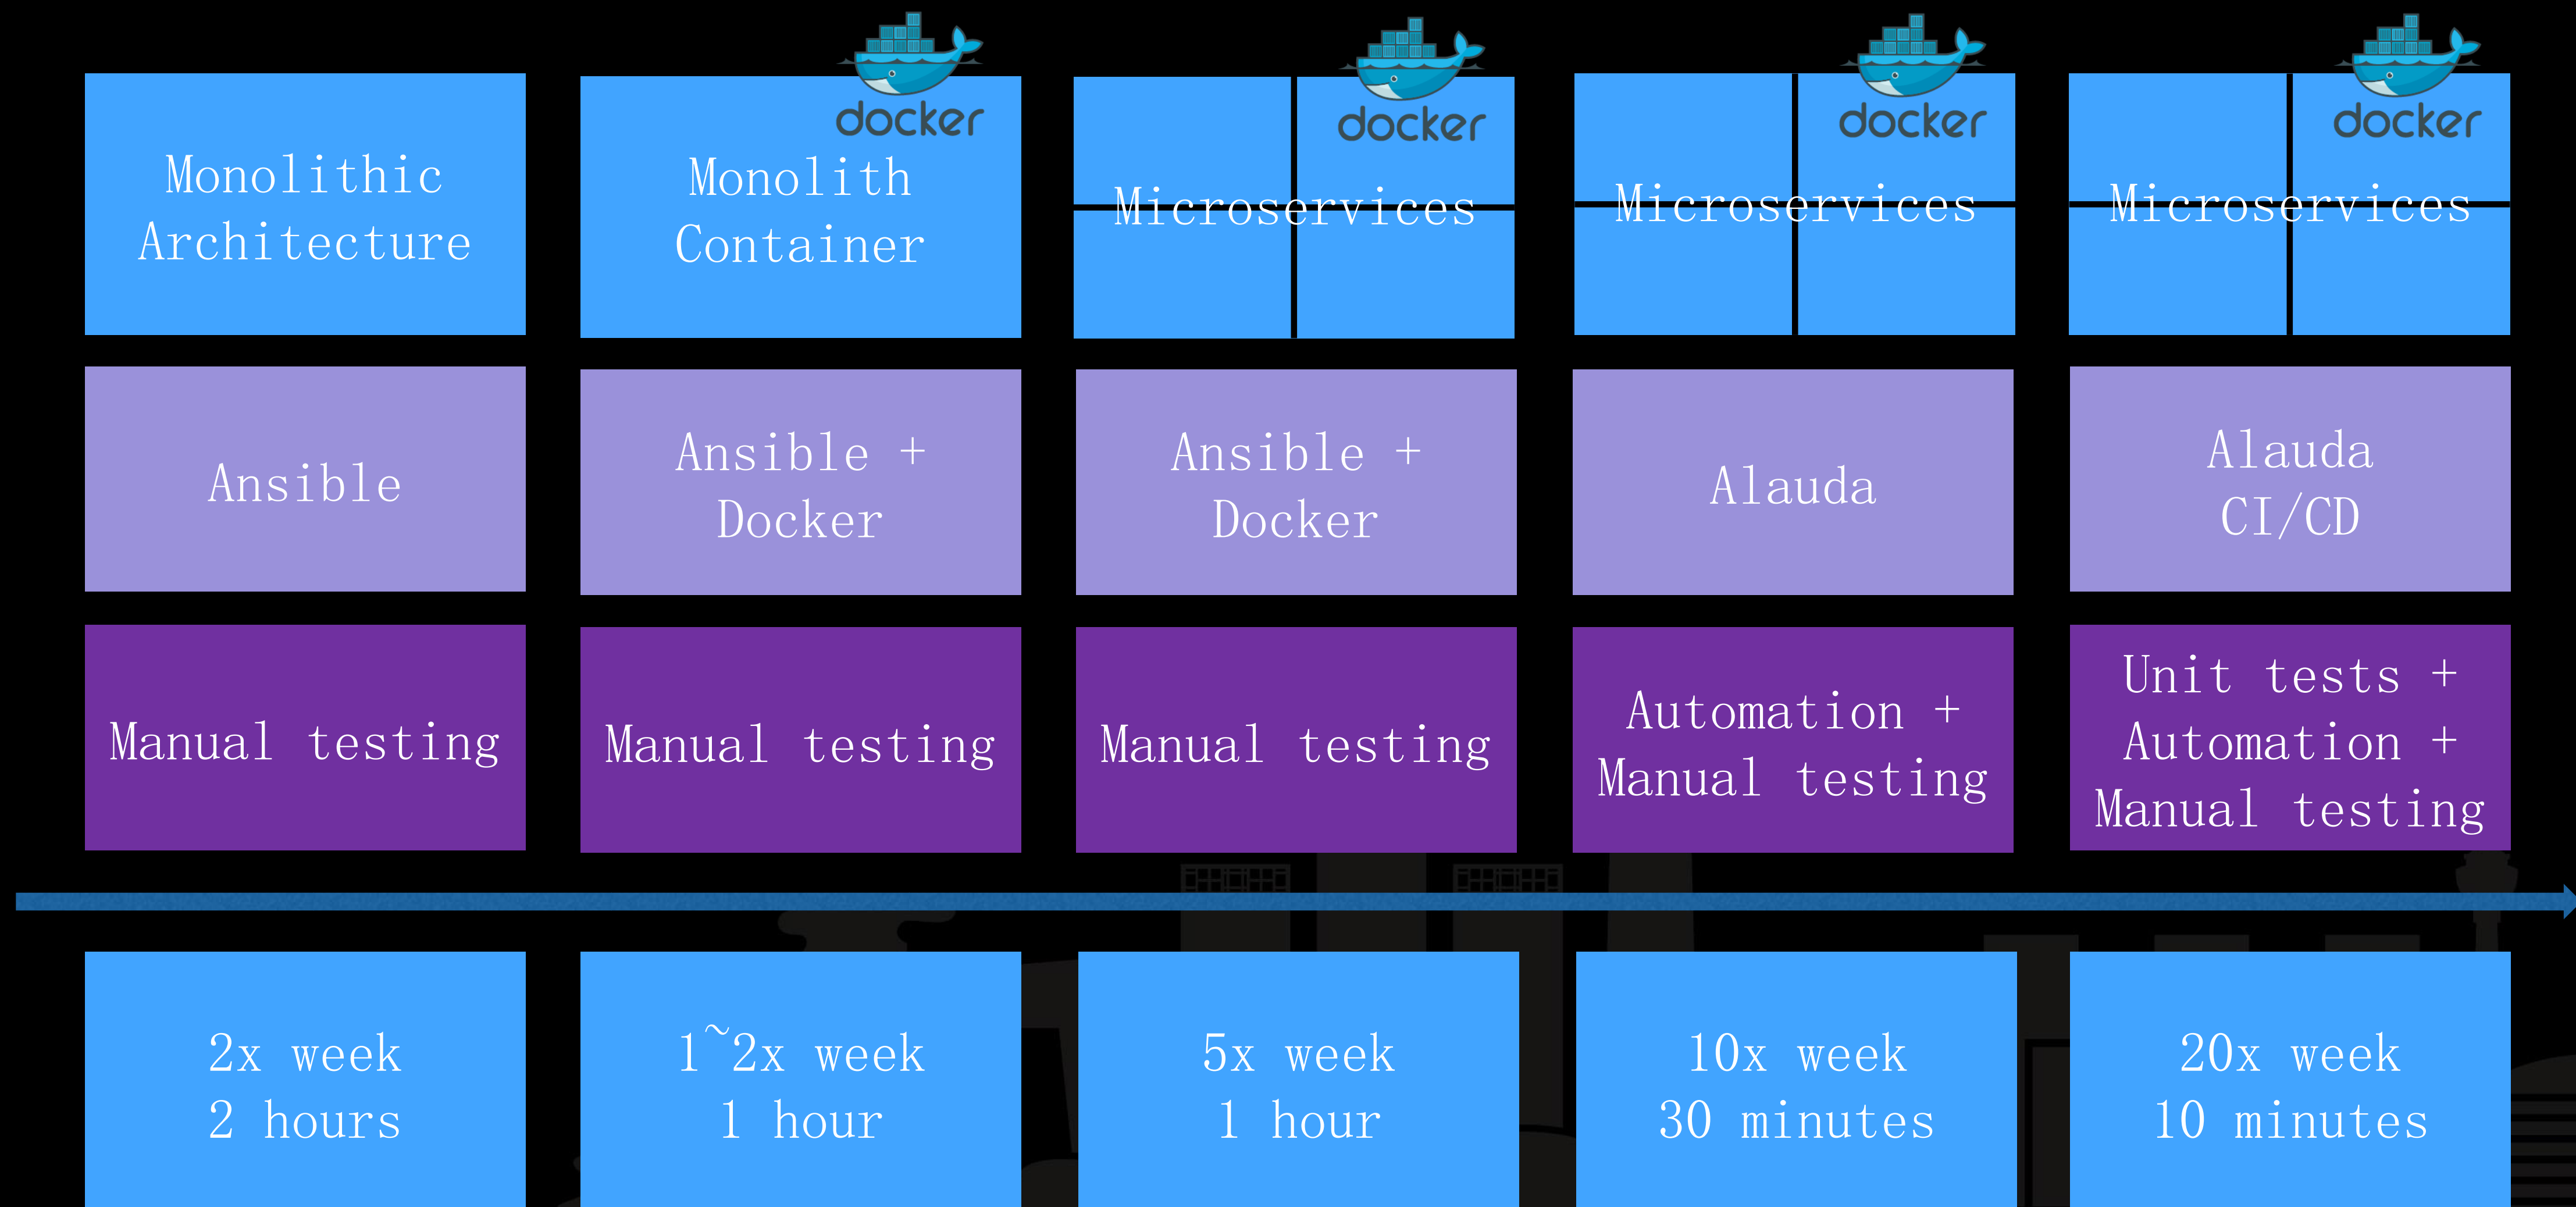 docker
docker
docker
docker
Monolithic
Architecture
Monolith
Container
Microservices
Microservices
Microservices
Ansible
Ansible +
Docker
Ansible +
Docker
Alauda
Alauda
CI/CD
Manual testing
Manual testing
Manual testing
Automation +
Manual testing
Unit tests +
Automation +
Manual testing
2x week
2 hours
1~2x week
1 hour
5x week
1 hour
10x week
30 minutes
20x week
10 minutes